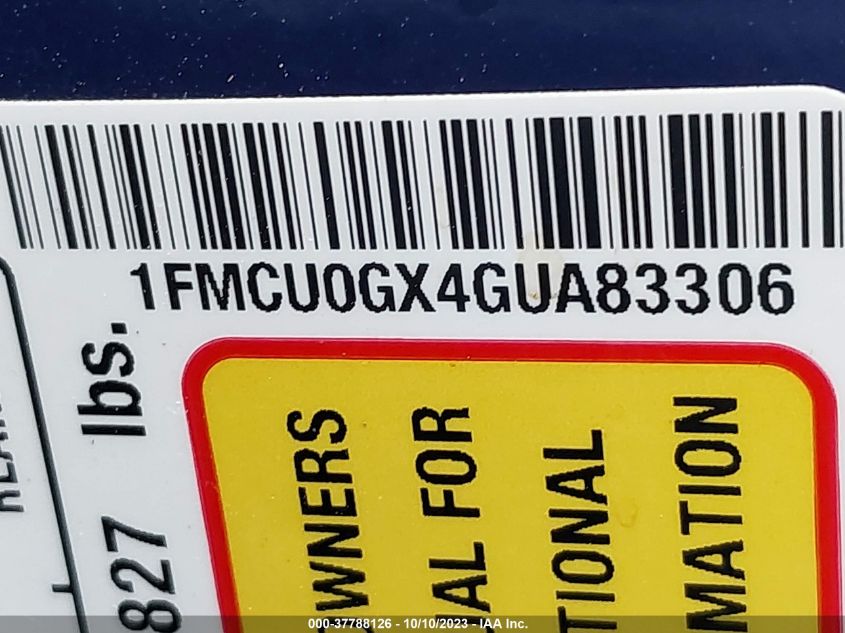 1FMCU0GX4GUA83306
lbs.
827
OWNERS
AL FOR
TIONAL
MATION
000-37788126 - 10/10/2023 - IAA Inc.